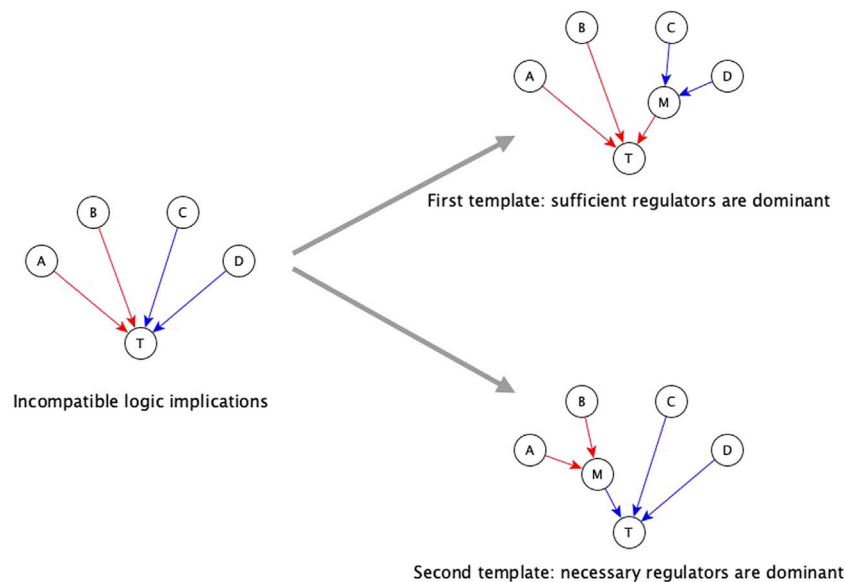 B
C
A
D
M
T
First template: sufficient regulators are dominant
B
C
A
D
T
Incompatible logic implications
B
C
A
D
M
T
Second template: necessary regulators are dominant